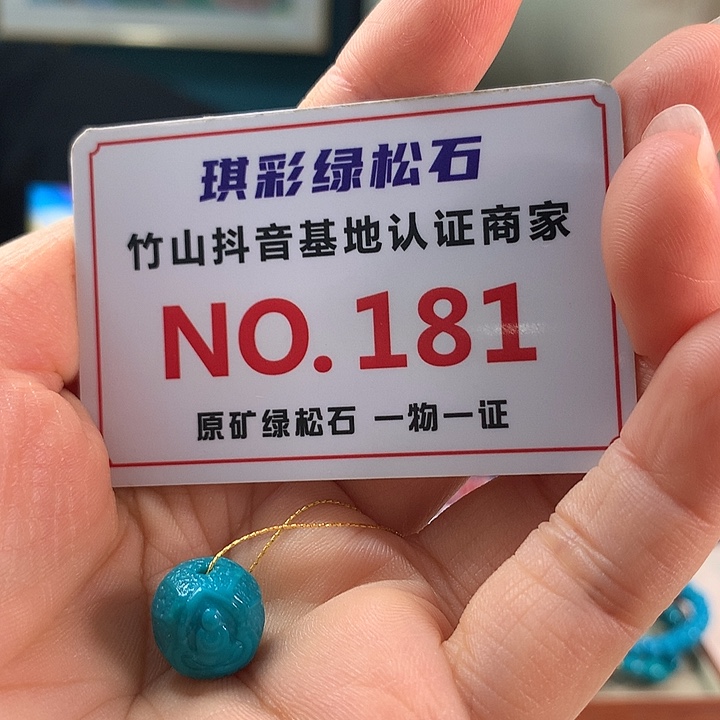 琪彩绿松石
竹山抖音基地认证商家
NO. 181
原矿绿松石 一物一证